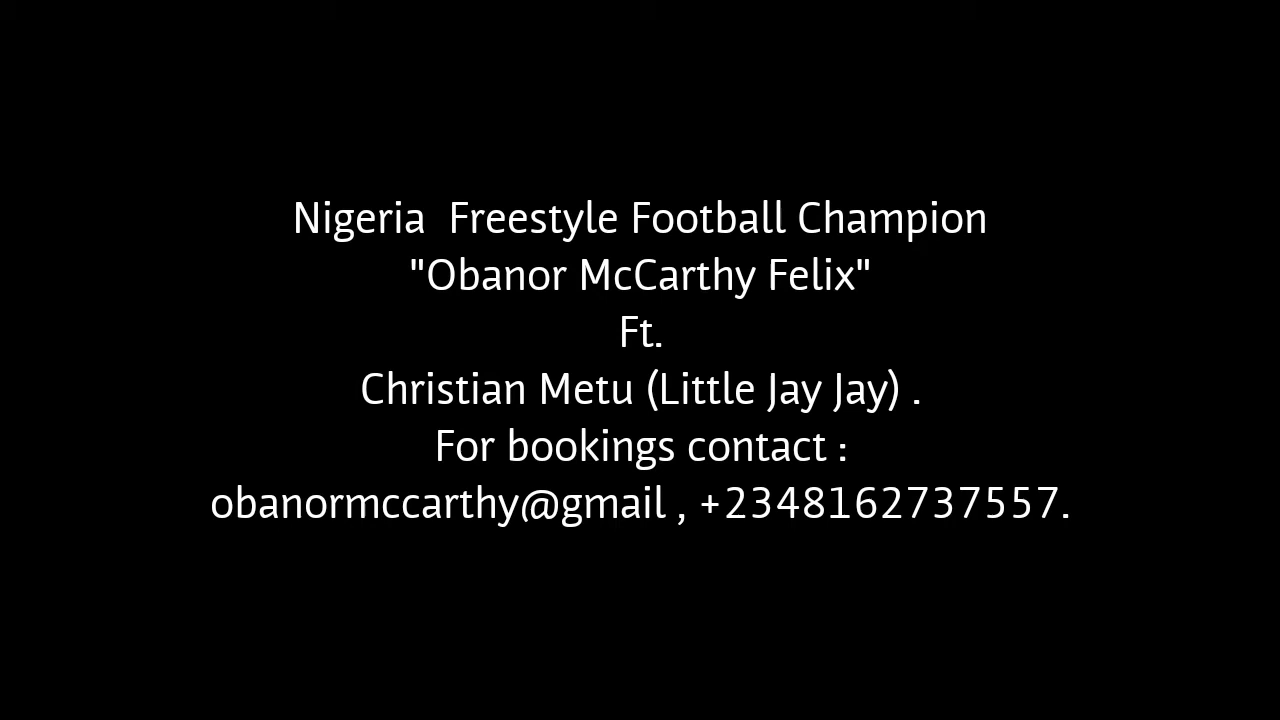 Nigeria  Freestyle Football Champion
"Obanor McCarthy Felix"
Ft.
Christian Metu (Little Jay Jay) .
For bookings contact :
obanormccarthy@gmail , +2348162737557.